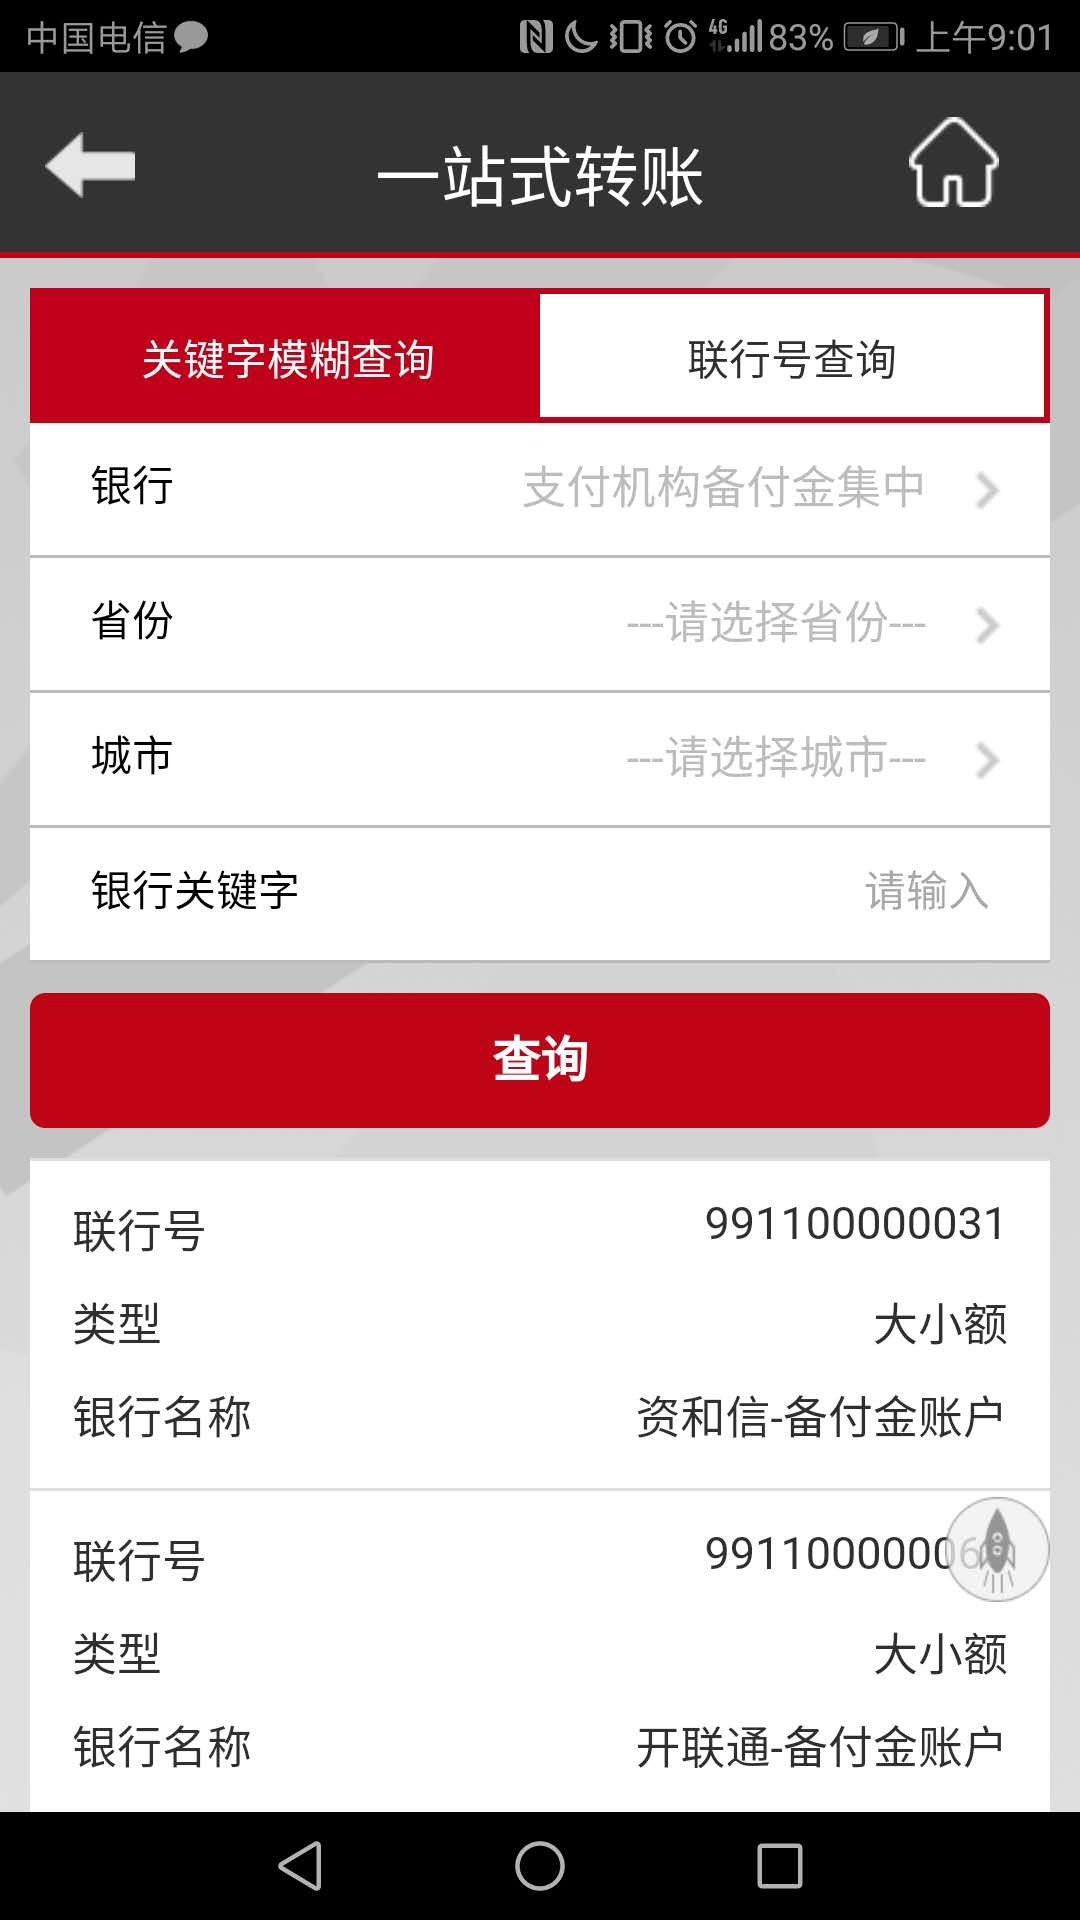 中国电信 4G 83% 上午9:01
一站式转账
关键字模糊查询 联行号查询
银行 支付机构备付金集中
省份 ---请选择省份---
城市 ---请选择城市---
银行关键字 请输入
查询
联行号 991100000031
类型 大小额
银行名称 资和信-备付金账户
联行号
类型 大小额
银行名称 开联通-备付金账户